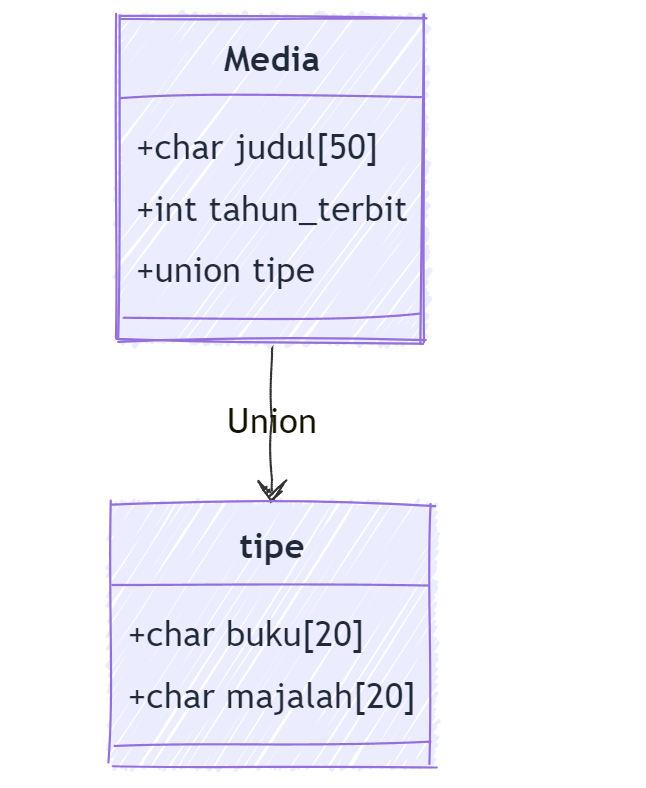 Media
+char judul[50]
+int tahun_terbit
+union tipe
Union
tipe
+char buku[20]
+char majalah[20]